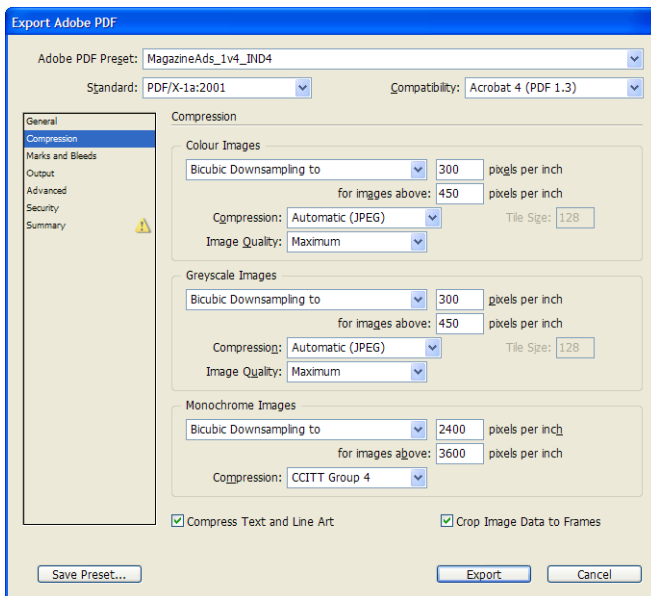 Export Adobe PDF
Adobe PDF Preset: MagazineAds_1v4_IND4
Standard: PDF/X-1a:2001 Compatibility: Acrobat 4 (PDF 1.3)
General
Compression
Marks and Bleeds
Output
Advanced
Security
Summary
Compression
Colour Images
Bicubic Downsampling to 300 pixels per inch
for images above: 450 pixels per inch
Compression: Automatic (JPEG) Tile Size: 128
Image Quality: Maximum
Greyscale Images
Bicubic Downsampling to 300 pixels per inch
for images above: 450 pixels per inch
Compression: Automatic (JPEG) Tile Size: 128
Image Quality: Maximum
Monochrome Images
Bicubic Downsampling to 2400 pixels per inch
for images above: 3600 pixels per inch
Compression: CCITT Group 4
Compress Text and Line Art Crop Image Data to Frames
Save Preset... Export Cancel